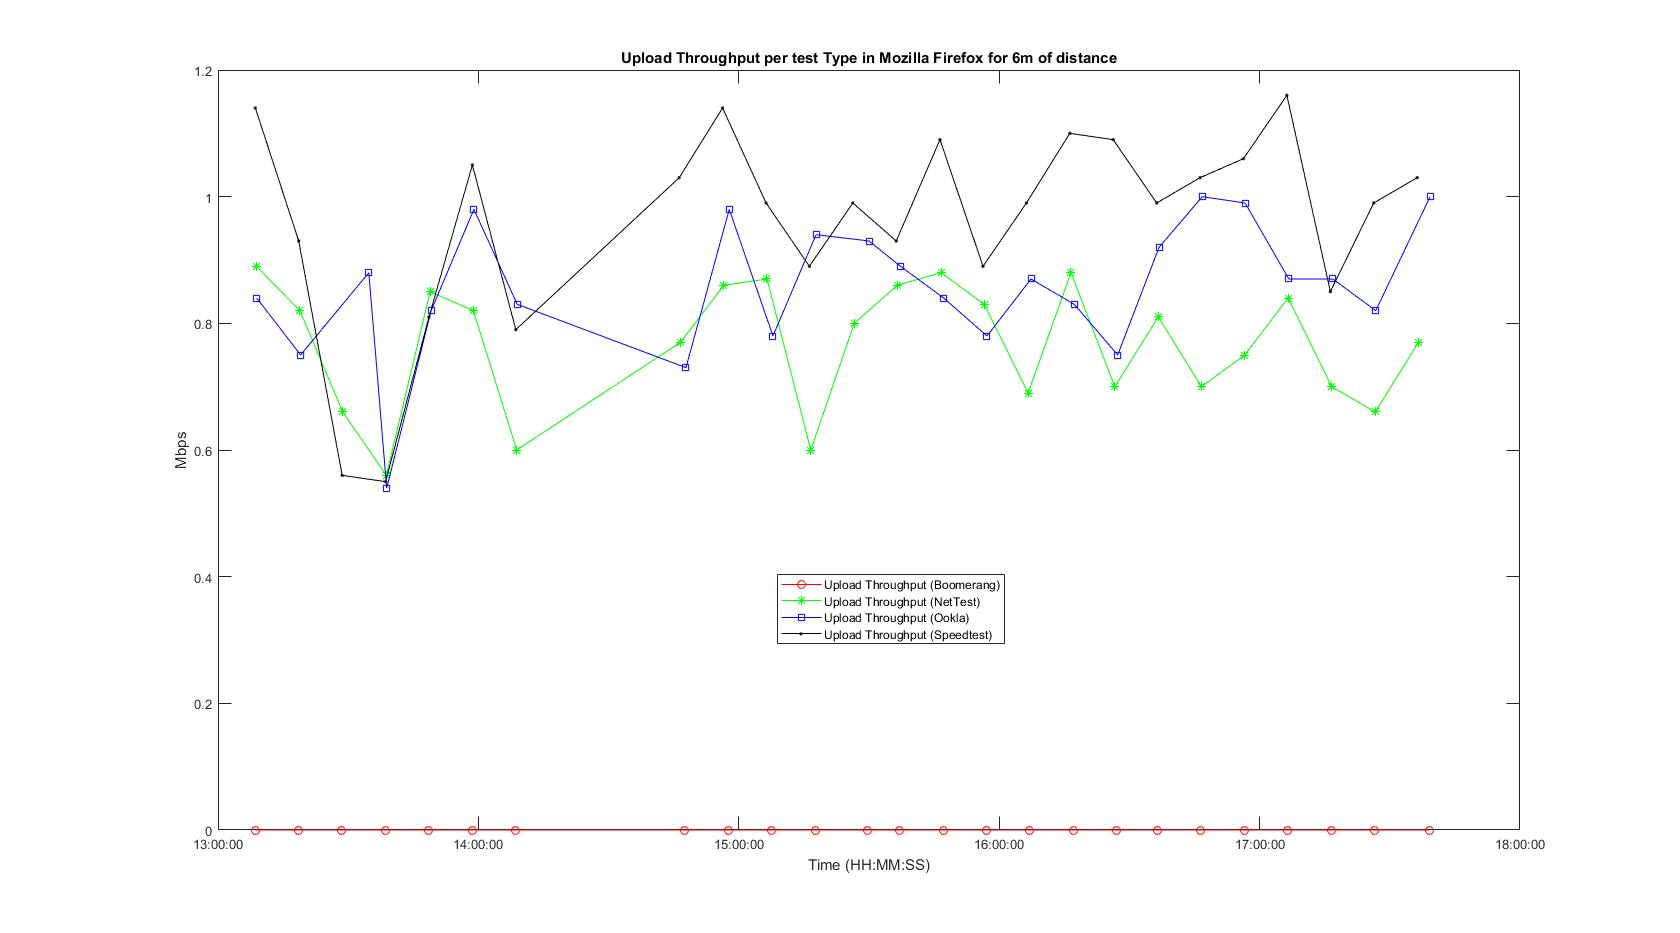 Upload Throughput per test Type in Mozilla Firefox for 6m of distance
1.2
1
0.8
0.6
0.4
0.2
0
Mbps
Upload Throughput (Boomerang)
Upload Throughput (NetTest)
Upload Throughput (Ookla)
Upload Throughput (Speedtest)
13:00:00 14:00:00 15:00:00 16:00:00 17:00:00 18:00:00
Time (HH:MM:SS)